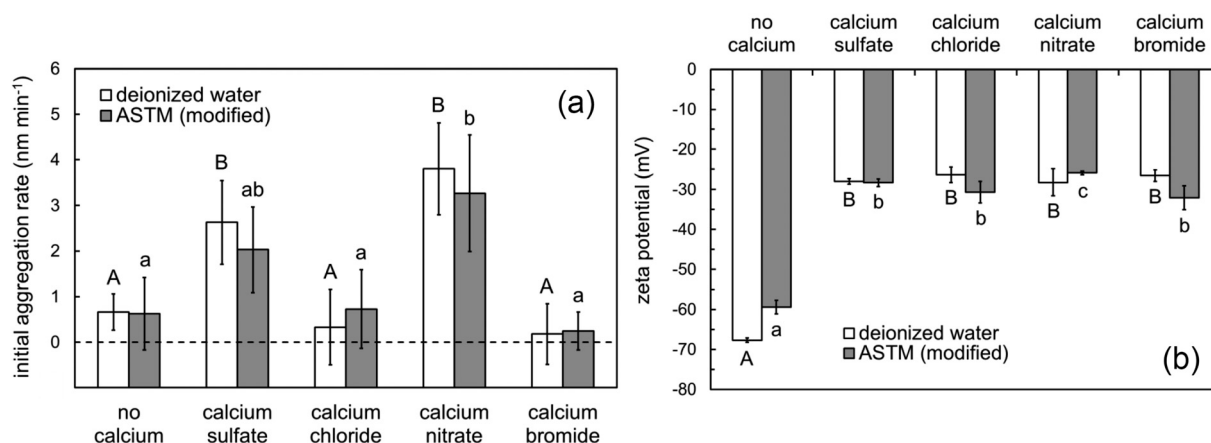 (a)
initial aggregation rate (nm min⁻¹)
6
5
4
3
2
1
0
deionized water
ASTM (modified)
A a
B ab
A a
B b
A a
no calcium
calcium sulfate
calcium chloride
calcium nitrate
calcium bromide
(b)
no calcium
calcium sulfate
calcium chloride
calcium nitrate
calcium bromide
zeta potential (mV)
0
-10
-20
-30
-40
-50
-60
-70
-80
A a
B b
B b
B c
B b
deionized water
ASTM (modified)